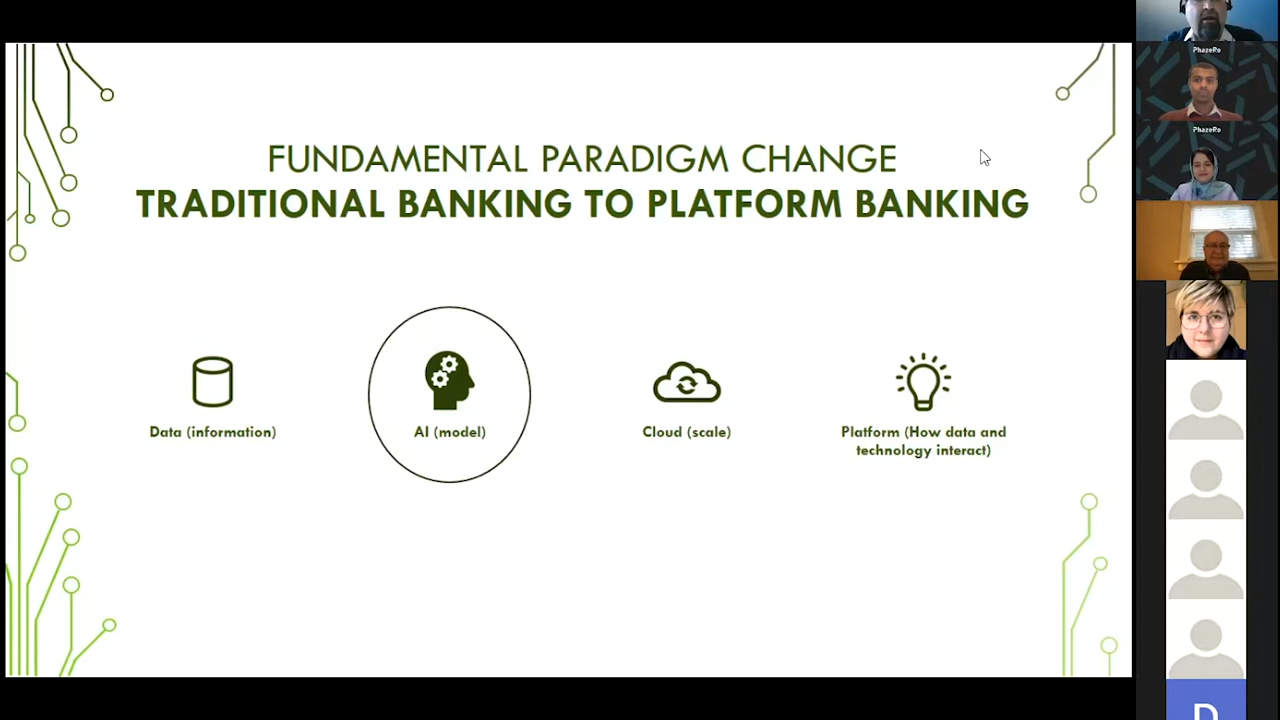 FUNDAMENTAL PARADIGM CHANGE
TRADITIONAL BANKING TO PLATFORM BANKING
Data (information)
AI (model)
Cloud (scale)
Platform (How data and
technology interact)
PhazeRo
PhazeRo
D